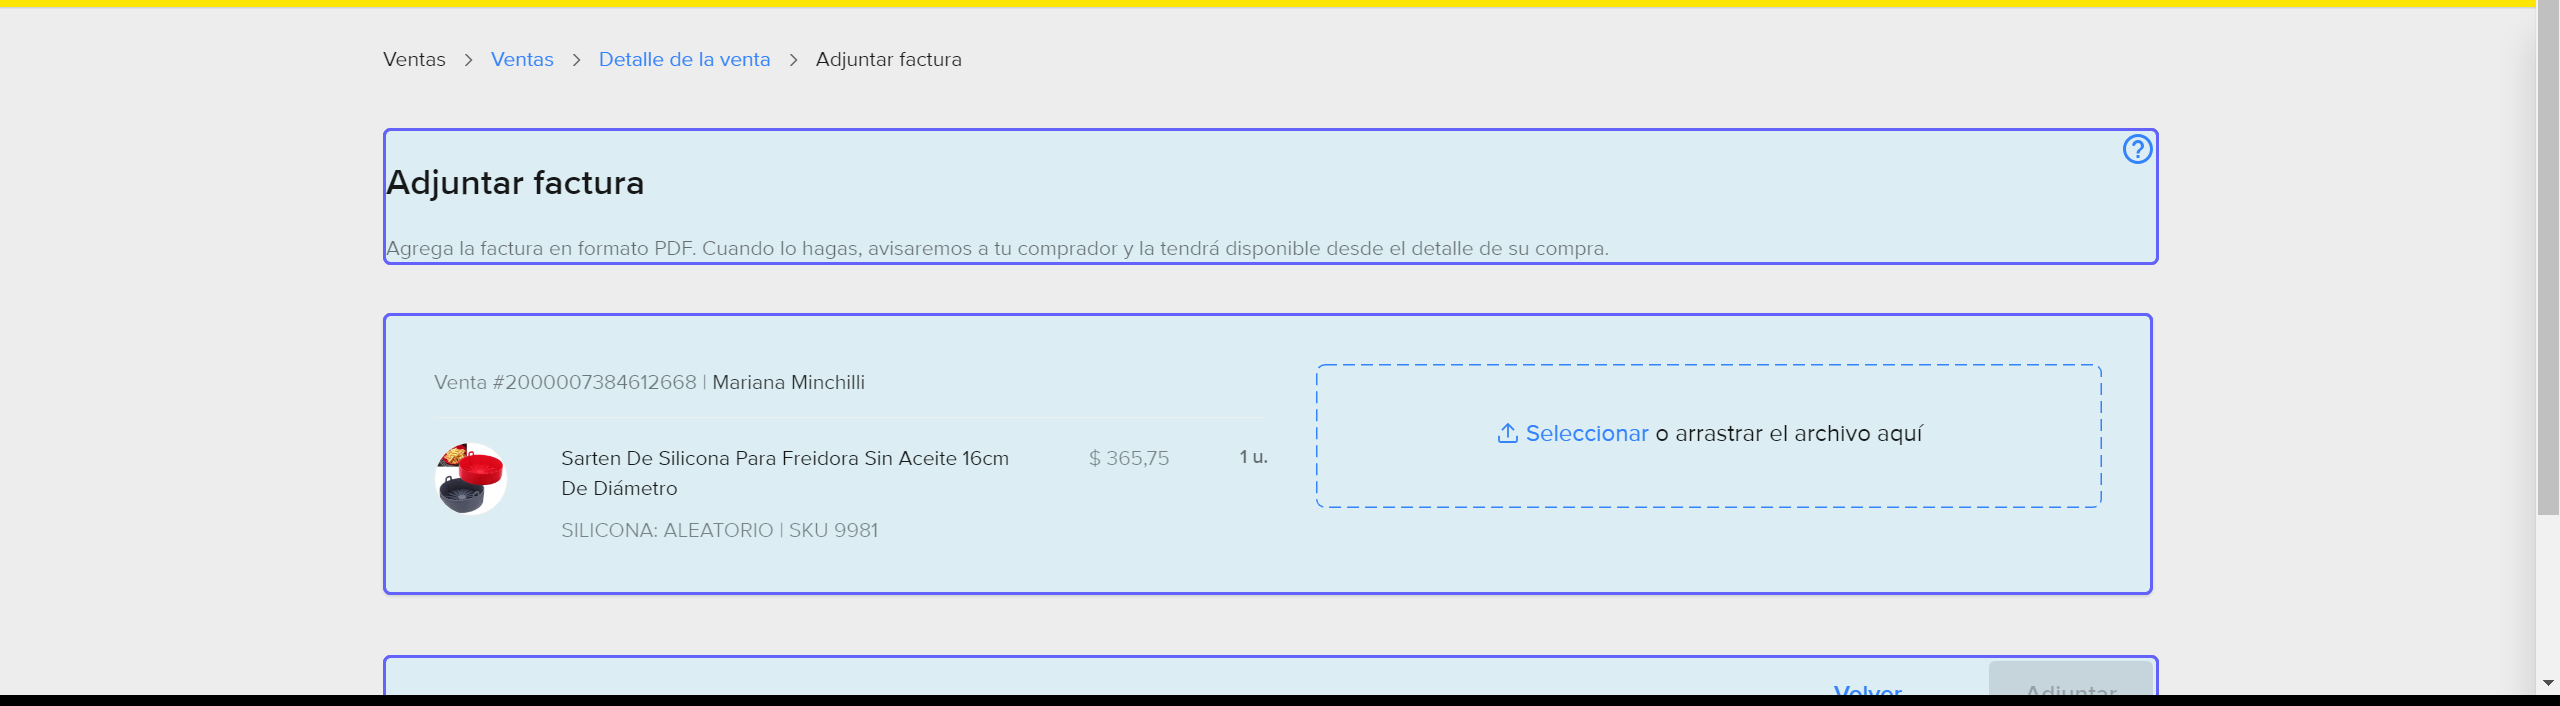 Ventas > Ventas > Detalle de la venta > Adjuntar factura
Adjuntar factura
Agrega la factura en formato PDF. Cuando lo hagas, avisaremos a tu comprador y la tendrá disponible desde el detalle de su compra.
Venta #2000007384612668 | Mariana Minchilli
Sarten De Silicona Para Freidora Sin Aceite 16cm
De Diámetro
$ 365,75
1 u.
SILICONA: ALEATORIO | SKU 9981
Seleccionar o arrastrar el archivo aquí
Volver
Adjuntar